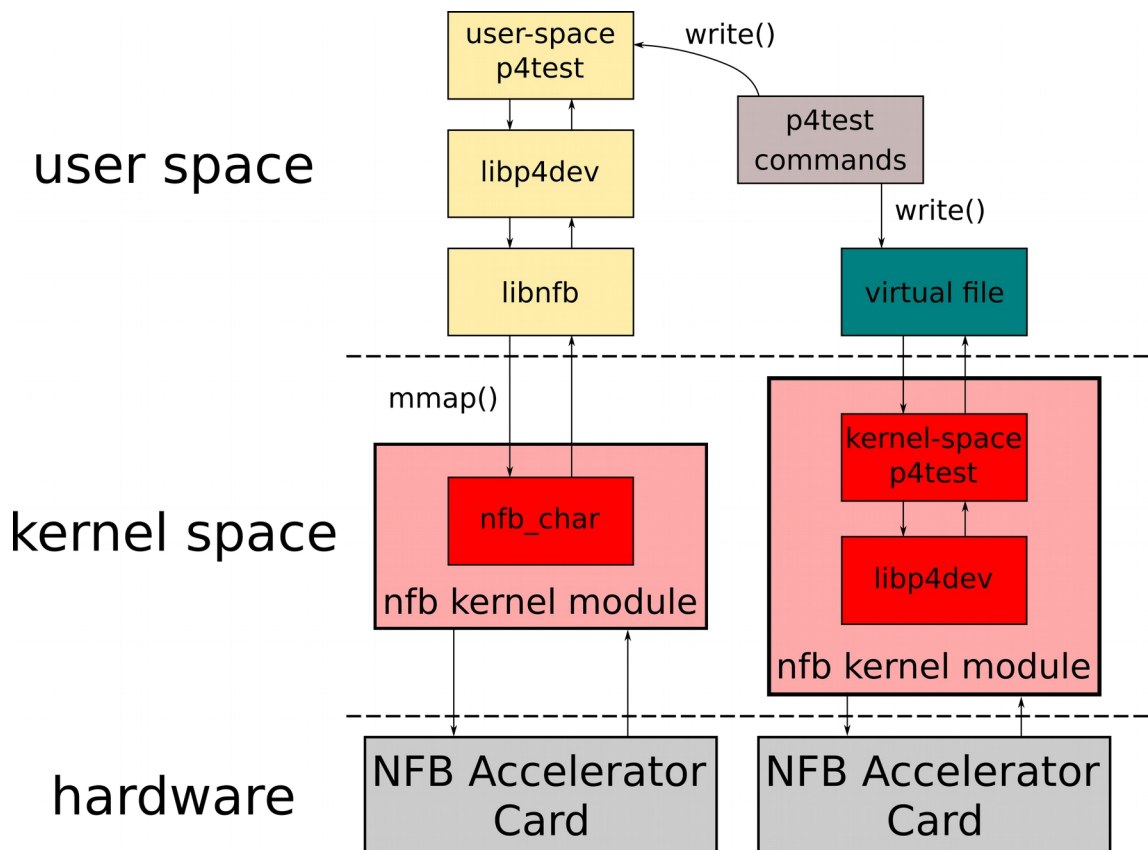 user-space
p4test
write()
p4test
commands
user space
libp4dev
write()
libnfb
virtual file
mmap()
kernel-space
p4test
kernel space
nfb_char
libp4dev
nfb kernel module
nfb kernel module
hardware
NFB Accelerator
Card
NFB Accelerator
Card